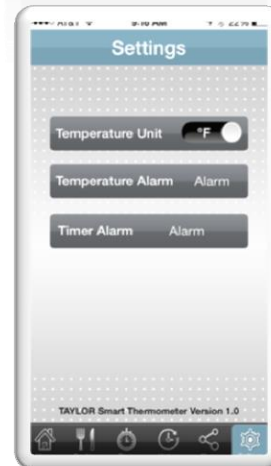 Settings
Temperature Unit °F
Temperature Alarm Alarm
Timer Alarm Alarm
TAYLOR Smart Thermometer Version 1.0